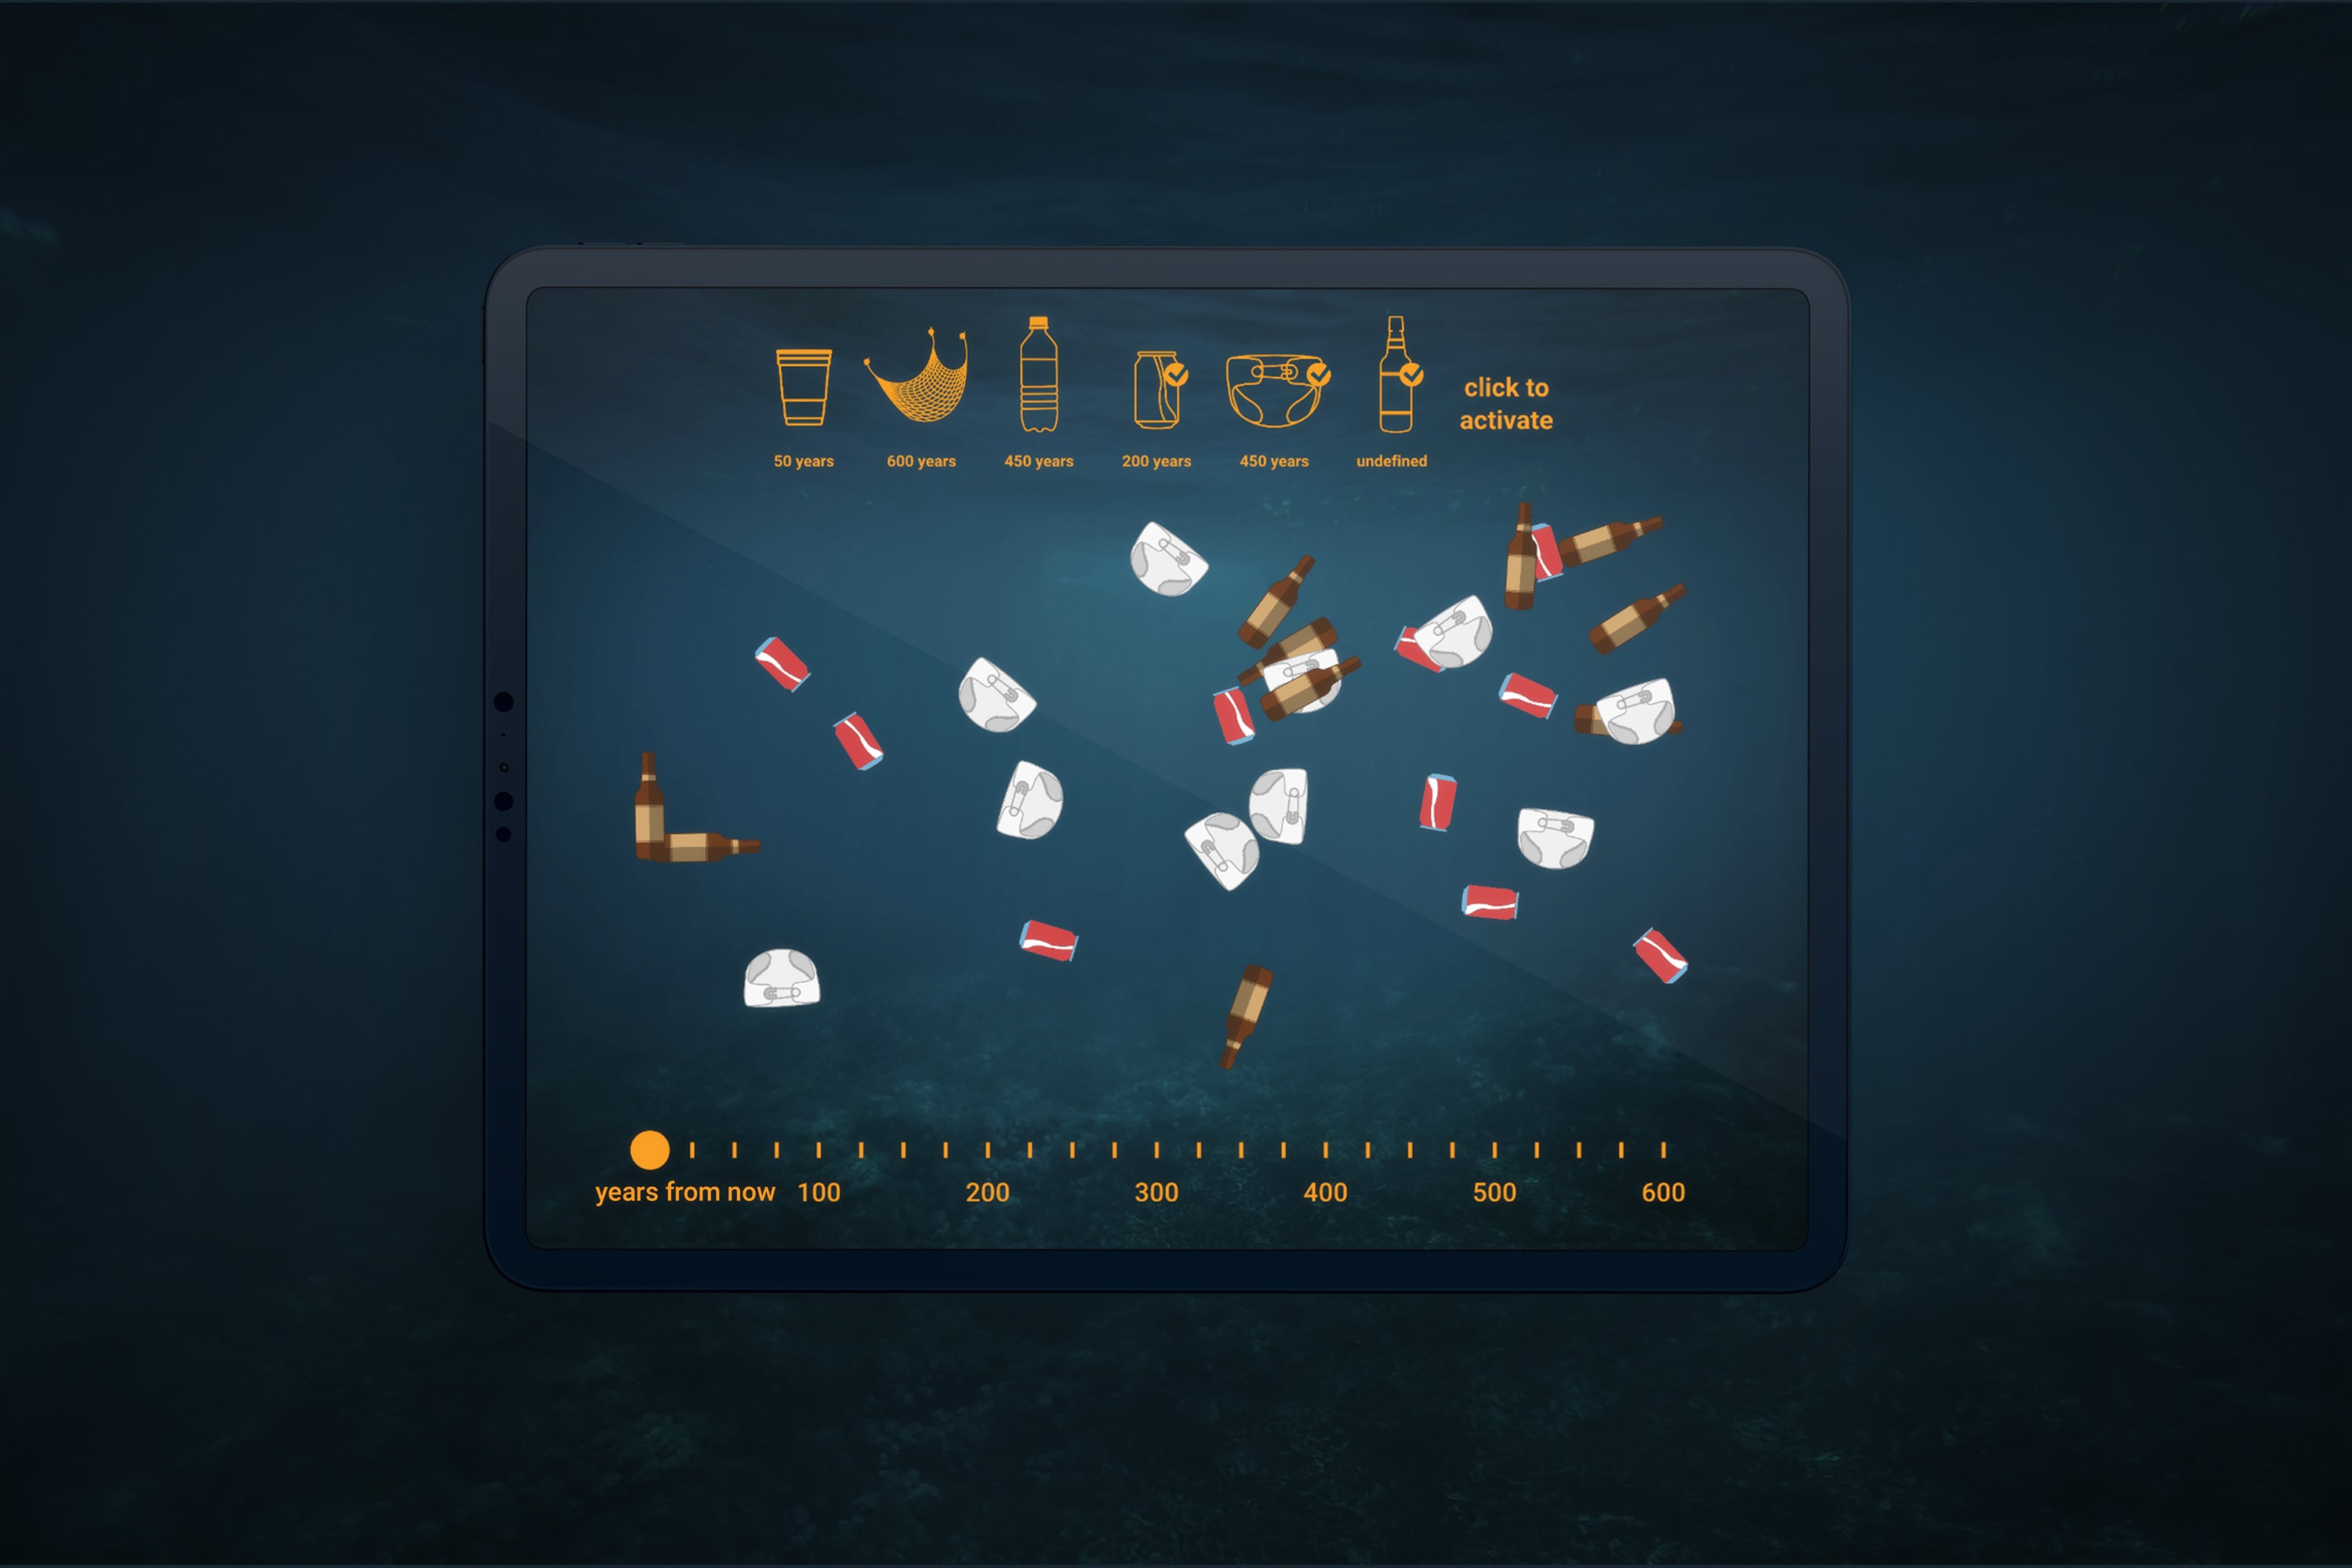 click to
activate
50 years
600 years
450 years
200 years
450 years
undefined
years from now
100
200
300
400
500
600